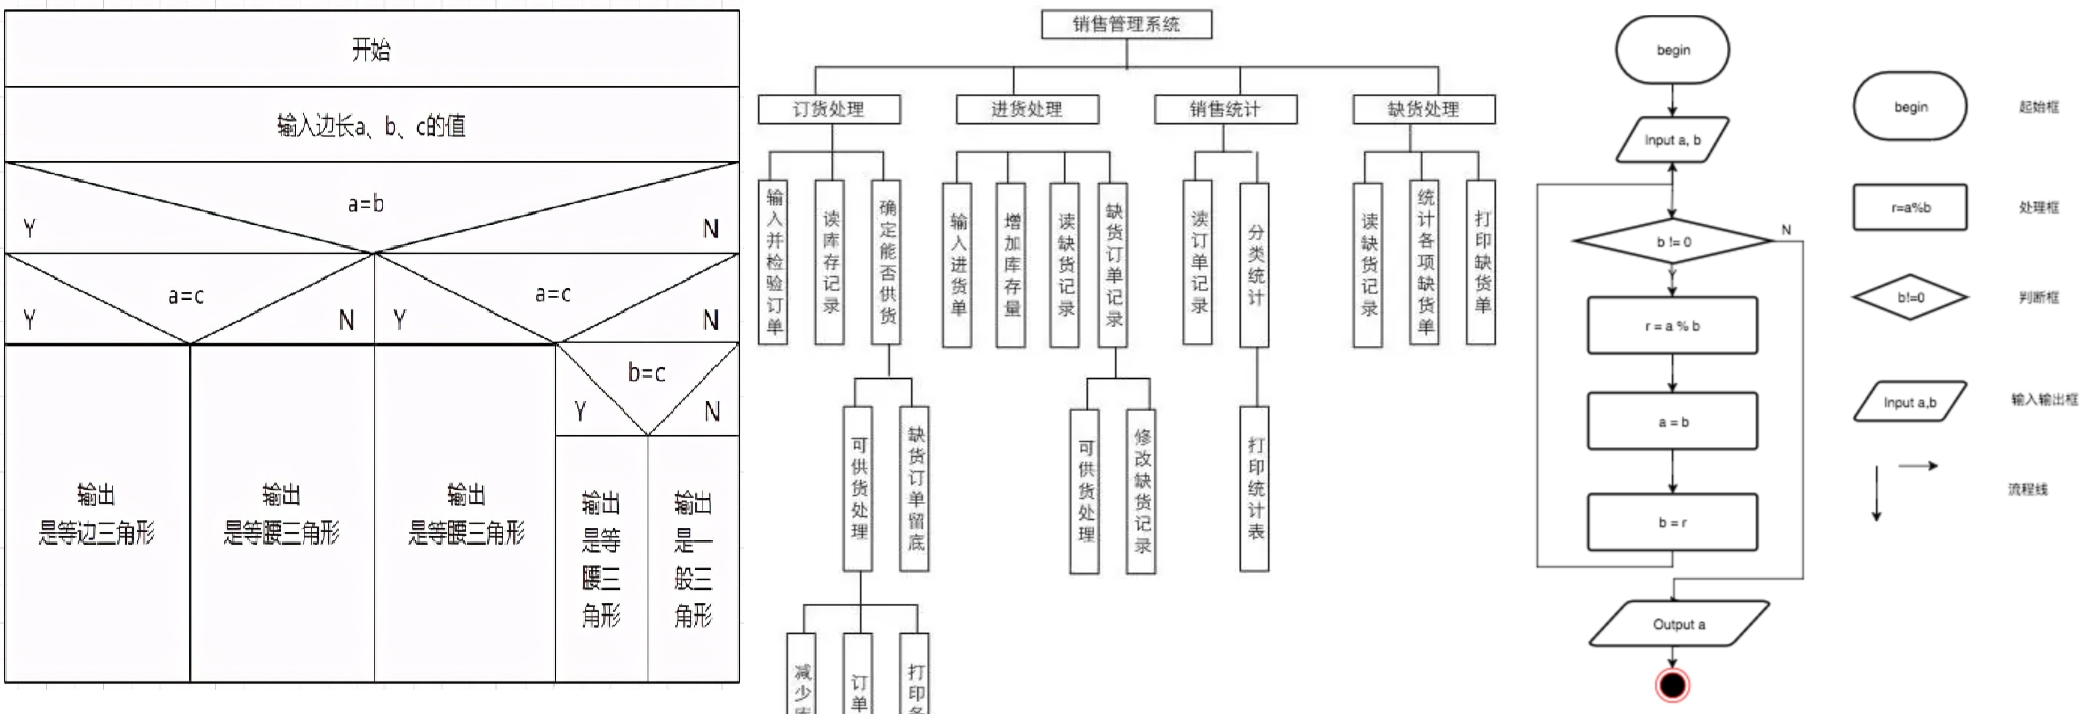 开始
输入边长a、b、c的值
a=b
Y
N
a=c
Y
N
a=c
Y
N
b=c
Y
N
输出
是等边三角形
输出
是等腰三角形
输出
是等腰三角形
输出
是等
腰三
角形
输出
是一
般三
角形
销售管理系统
订货处理
进货处理
销售统计
缺货处理
输入并检验订单
读库存记录
确定能否供货
输入进货单
增加库存量
读缺货记录
缺货订单记录
读订单记录
分类统计
读缺货记录
统计各项缺货单
打印缺货单
可供货处理
缺货订单留底
可供货处理
修改缺货记录
打印统计表
减少
订单
打印
begin
Input a, b
b != 0
N
Y
r = a % b
a = b
b = r
Output a
begin
起始框
r=a%b
处理框
b!=0
判断框
Input a,b
输入输出框
流程线